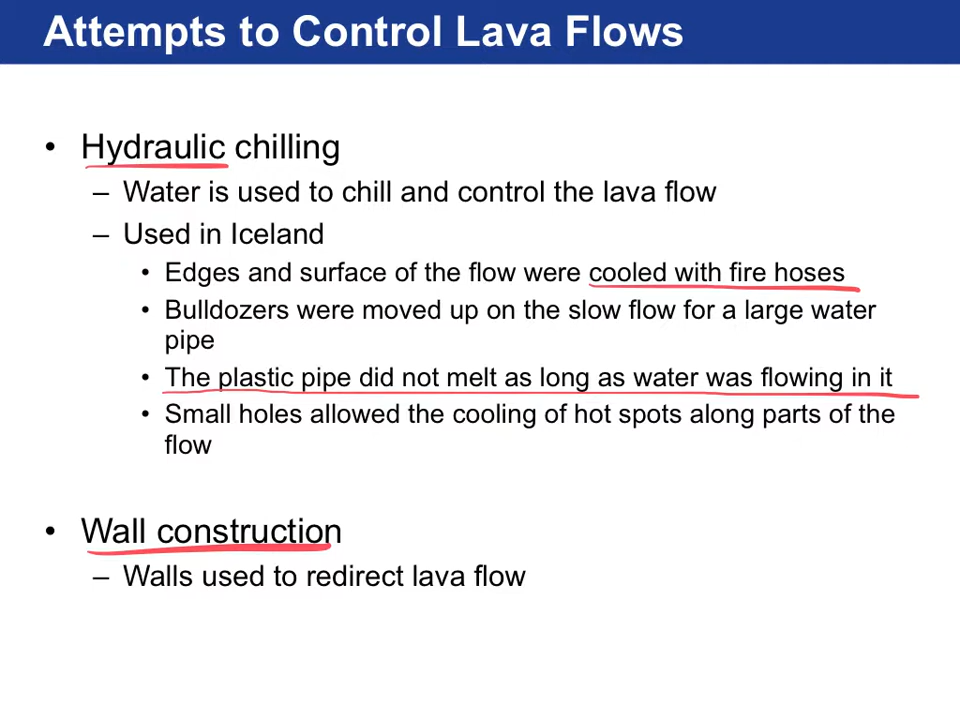 Attempts to Control Lava Flows
• Hydraulic chilling
– Water is used to chill and control the lava flow
– Used in Iceland
• Edges and surface of the flow were cooled with fire hoses
• Bulldozers were moved up on the slow flow for a large water
pipe
• The plastic pipe did not melt as long as water was flowing in it
• Small holes allowed the cooling of hot spots along parts of the
flow
• Wall construction
– Walls used to redirect lava flow